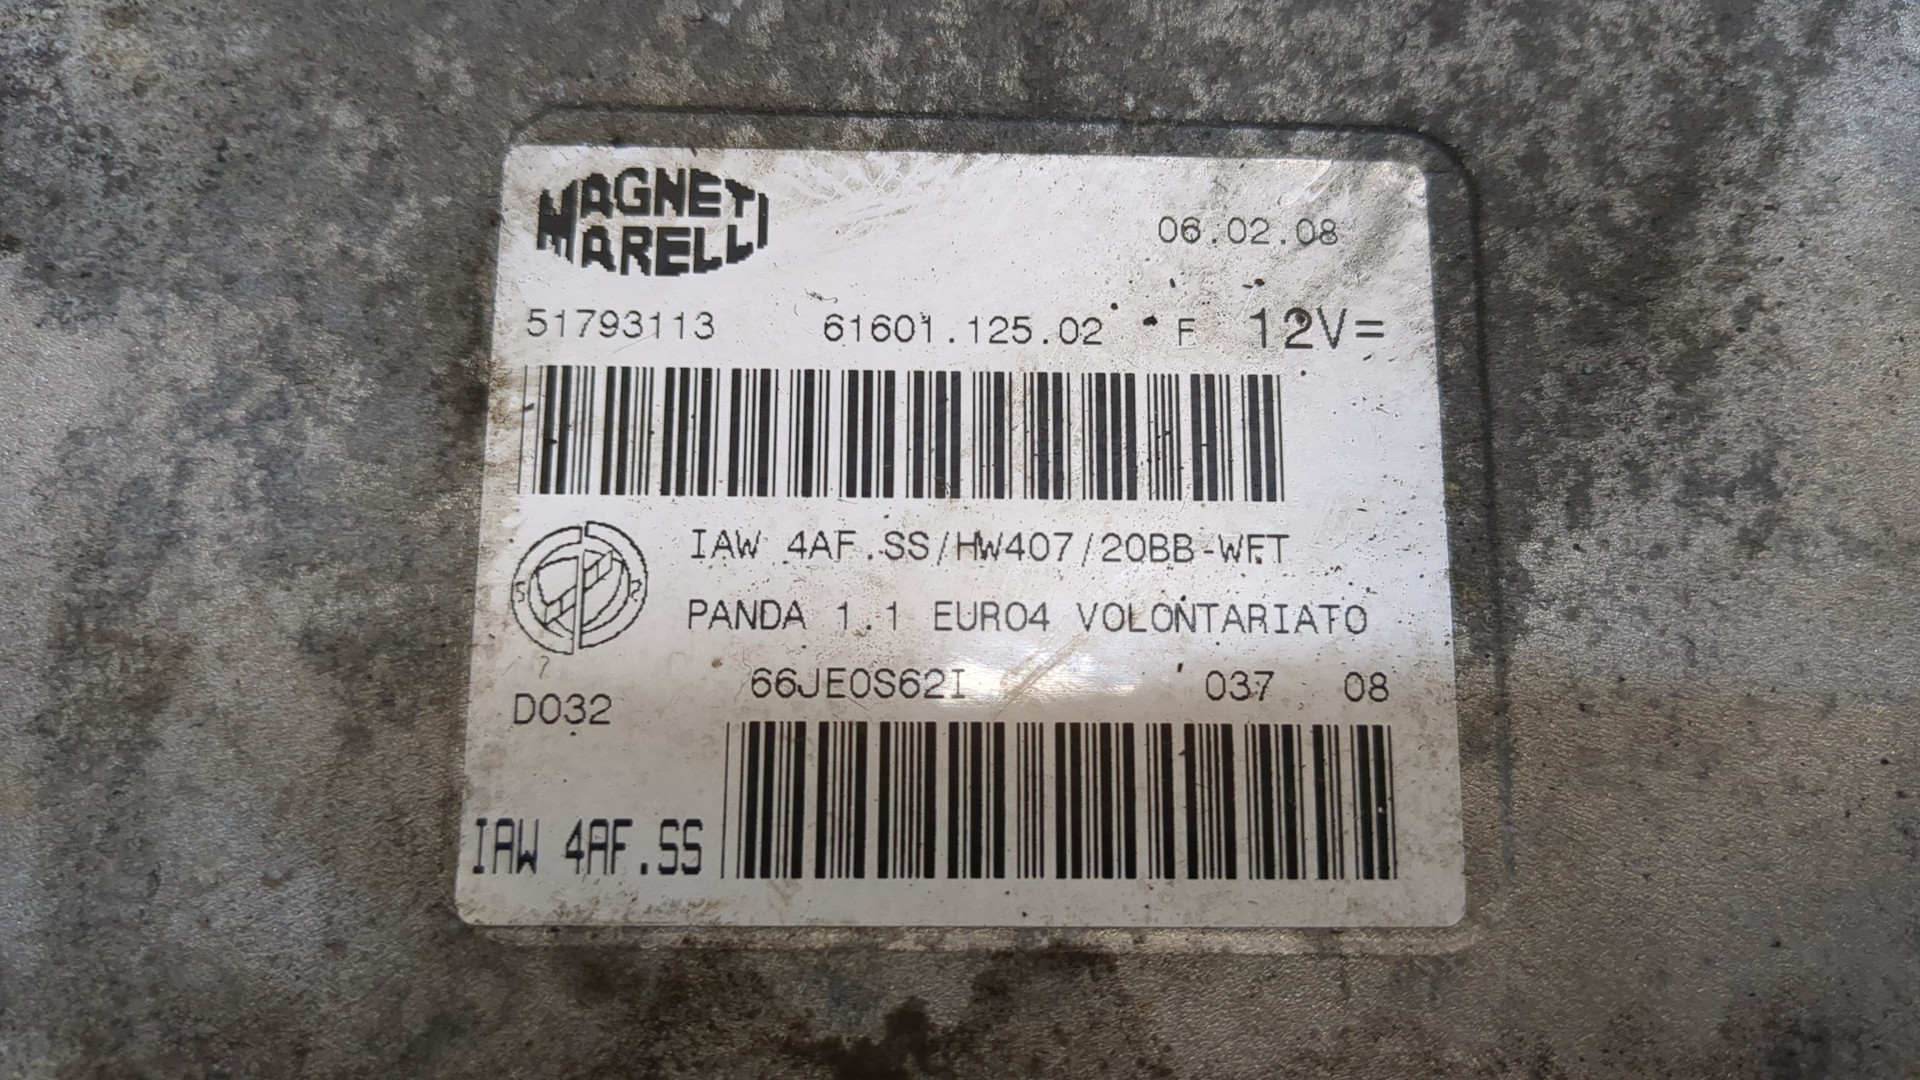 MAGNETI
MARELLI
06.02.08
51793113 61601.125.02 F 12V=
IAW 4AF.SS/HW407/20BB-WFT
S R
PANDA 1.1 EURO4 VOLONTARIATO
66JE0S62I 037 08
D032
IAW 4AF.SS